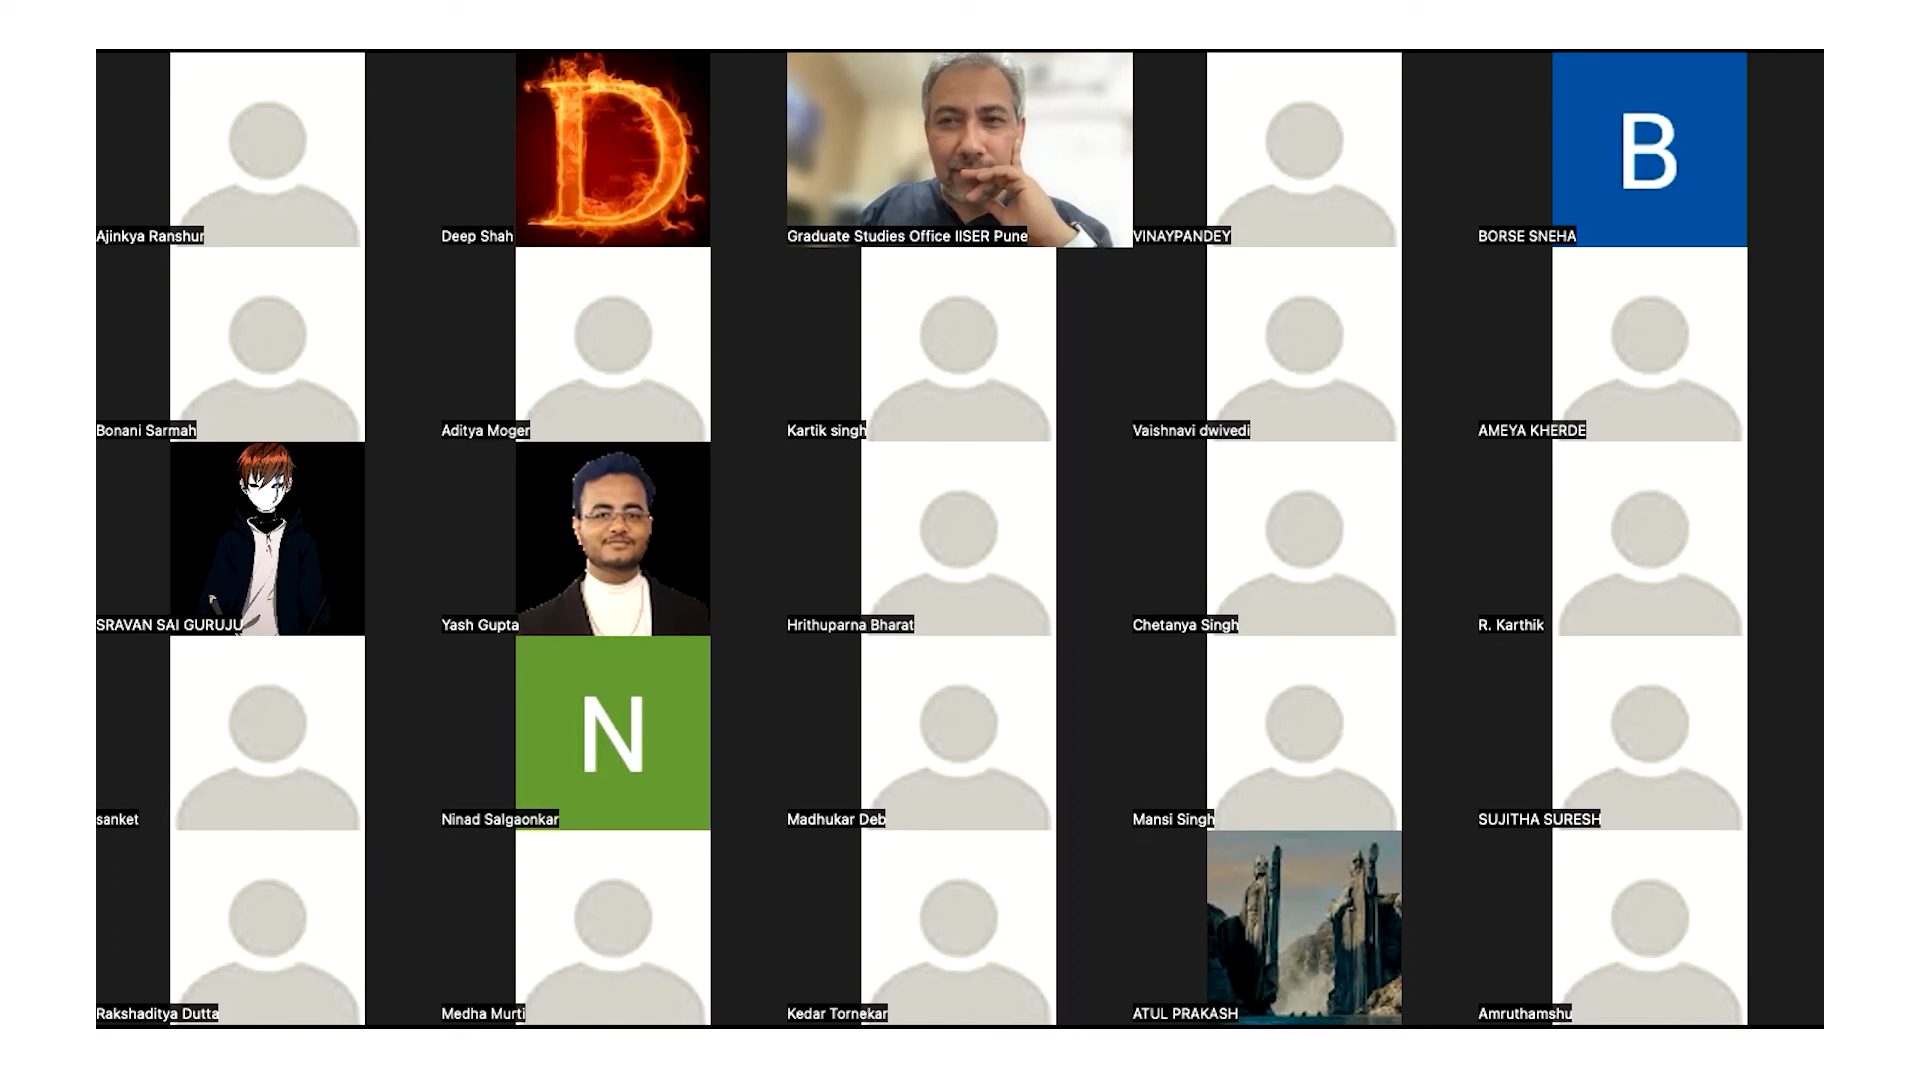 D
B
Ajinkya Ranshur
Deep Shah
Graduate Studies Office IISER Pune
VINAYPANDEY
BORSE SNEHA
Bonani Sarmah
Aditya Moger
Kartik singh
Vaishnavi dwivedi
AMEYA KHERDE
SRAVAN SAI GURUJU
Yash Gupta
Hrithuparna Bharat
Chetanya Singh
R. Karthik
N
sanket
Ninad Salgaonkar
Madhukar Deb
Mansi Singh
SUJITHA SURESH
Rakshaditya Dutta
Medha Murti
Kedar Tornekar
ATUL PRAKASH
Amruthamshu